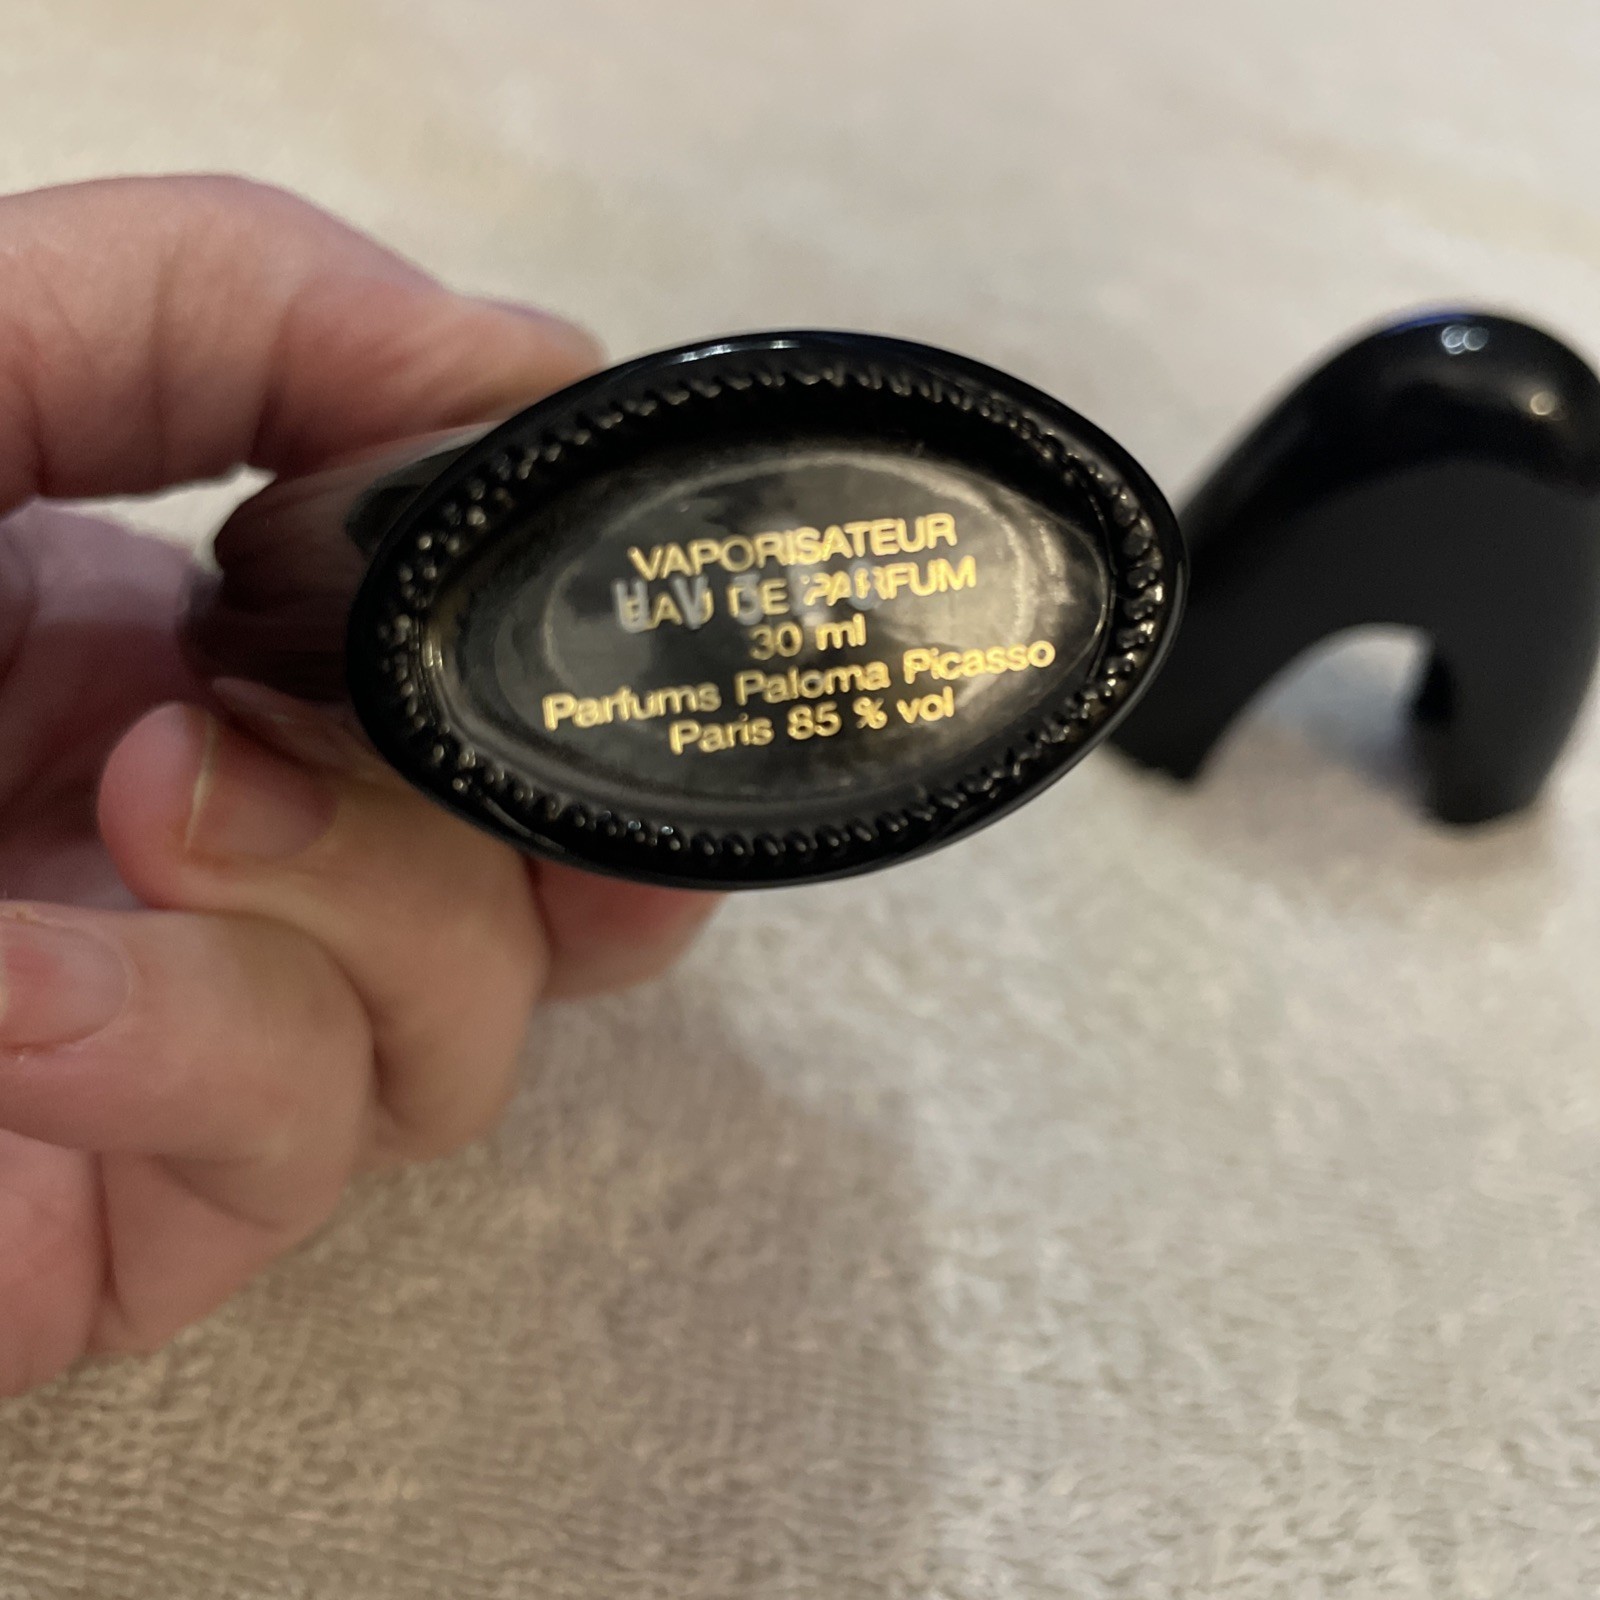 VAPORISATEUR
EAU DE PARFUM
30 ml
Parfums Paloma Picasso
Paris 85 % vol